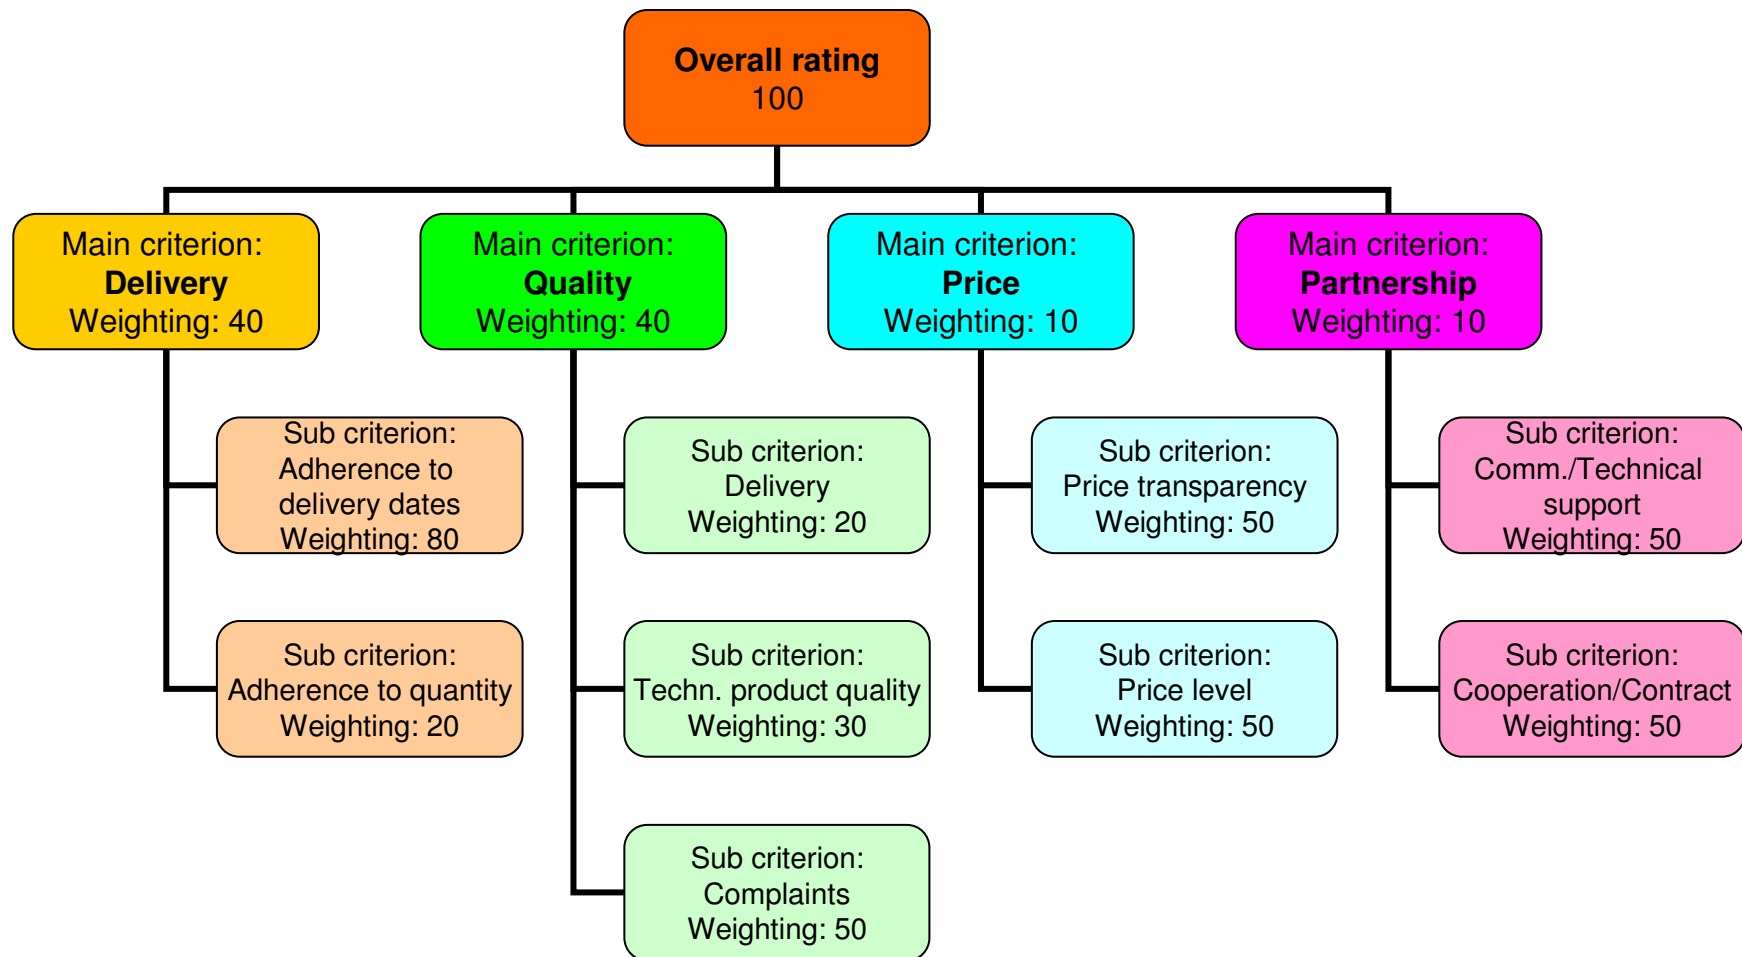 Overall rating
100
Main criterion:
Delivery
Weighting: 40
Main criterion:
Quality
Weighting: 40
Main criterion:
Price
Weighting: 10
Main criterion:
Partnership
Weighting: 10
Sub criterion:
Adherence to
delivery dates
Weighting: 80
Sub criterion:
Delivery
Weighting: 20
Sub criterion:
Price transparency
Weighting: 50
Sub criterion:
Comm./Technical
support
Weighting: 50
Sub criterion:
Adherence to quantity
Weighting: 20
Sub criterion:
Techn. product quality
Weighting: 30
Sub criterion:
Price level
Weighting: 50
Sub criterion:
Cooperation/Contract
Weighting: 50
Sub criterion:
Complaints
Weighting: 50